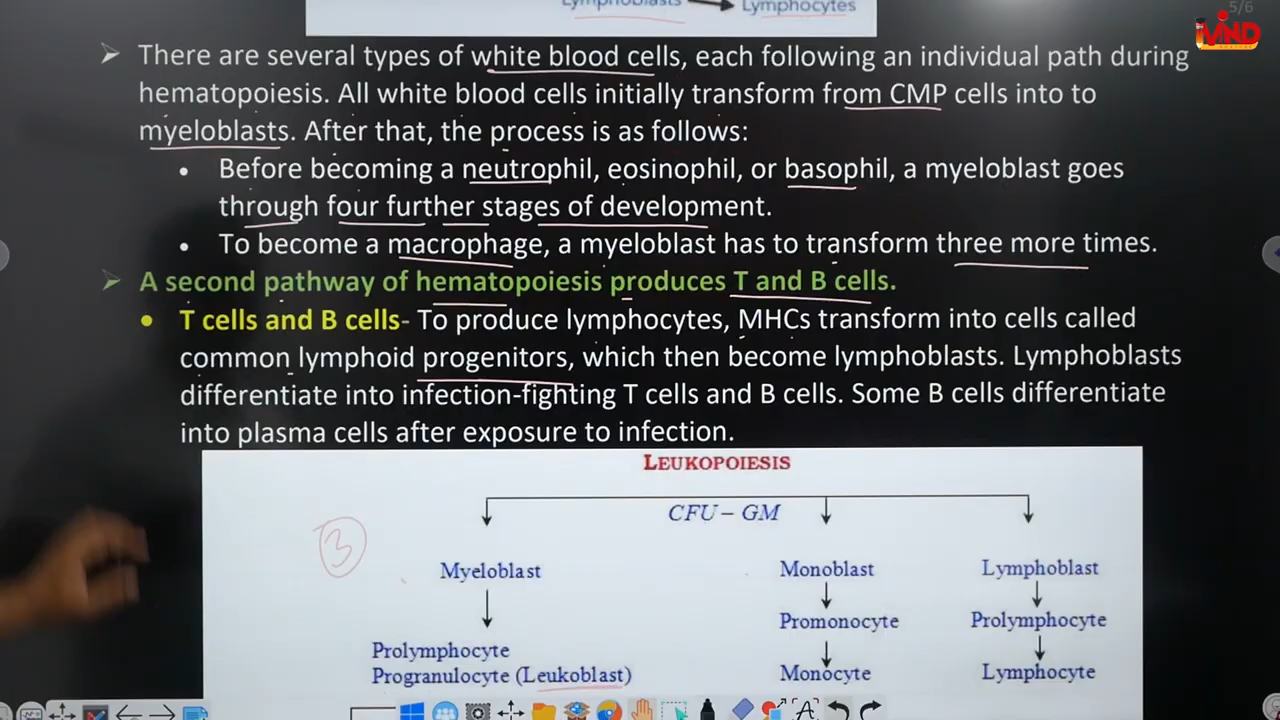 Lymphoblasts Lymphocytes
5/6
MIND
➢ There are several types of white blood cells, each following an individual path during
hematopoiesis. All white blood cells initially transform from CMP cells into to
myeloblasts. After that, the process is as follows:
• Before becoming a neutrophil, eosinophil, or basophil, a myeloblast goes
through four further stages of development.
• To become a macrophage, a myeloblast has to transform three more times.
➢ A second pathway of hematopoiesis produces T and B cells.
• T cells and B cells- To produce lymphocytes, MHCs transform into cells called
common lymphoid progenitors, which then become lymphoblasts. Lymphoblasts
differentiate into infection-fighting T cells and B cells. Some B cells differentiate
into plasma cells after exposure to infection.
LEUKOPOIESIS
CFU – GM
3
Myeloblast Monoblast Lymphoblast
Promonocyte Prolymphocyte
Prolymphocyte
Progranulocyte (Leukoblast) Monocyte Lymphocyte